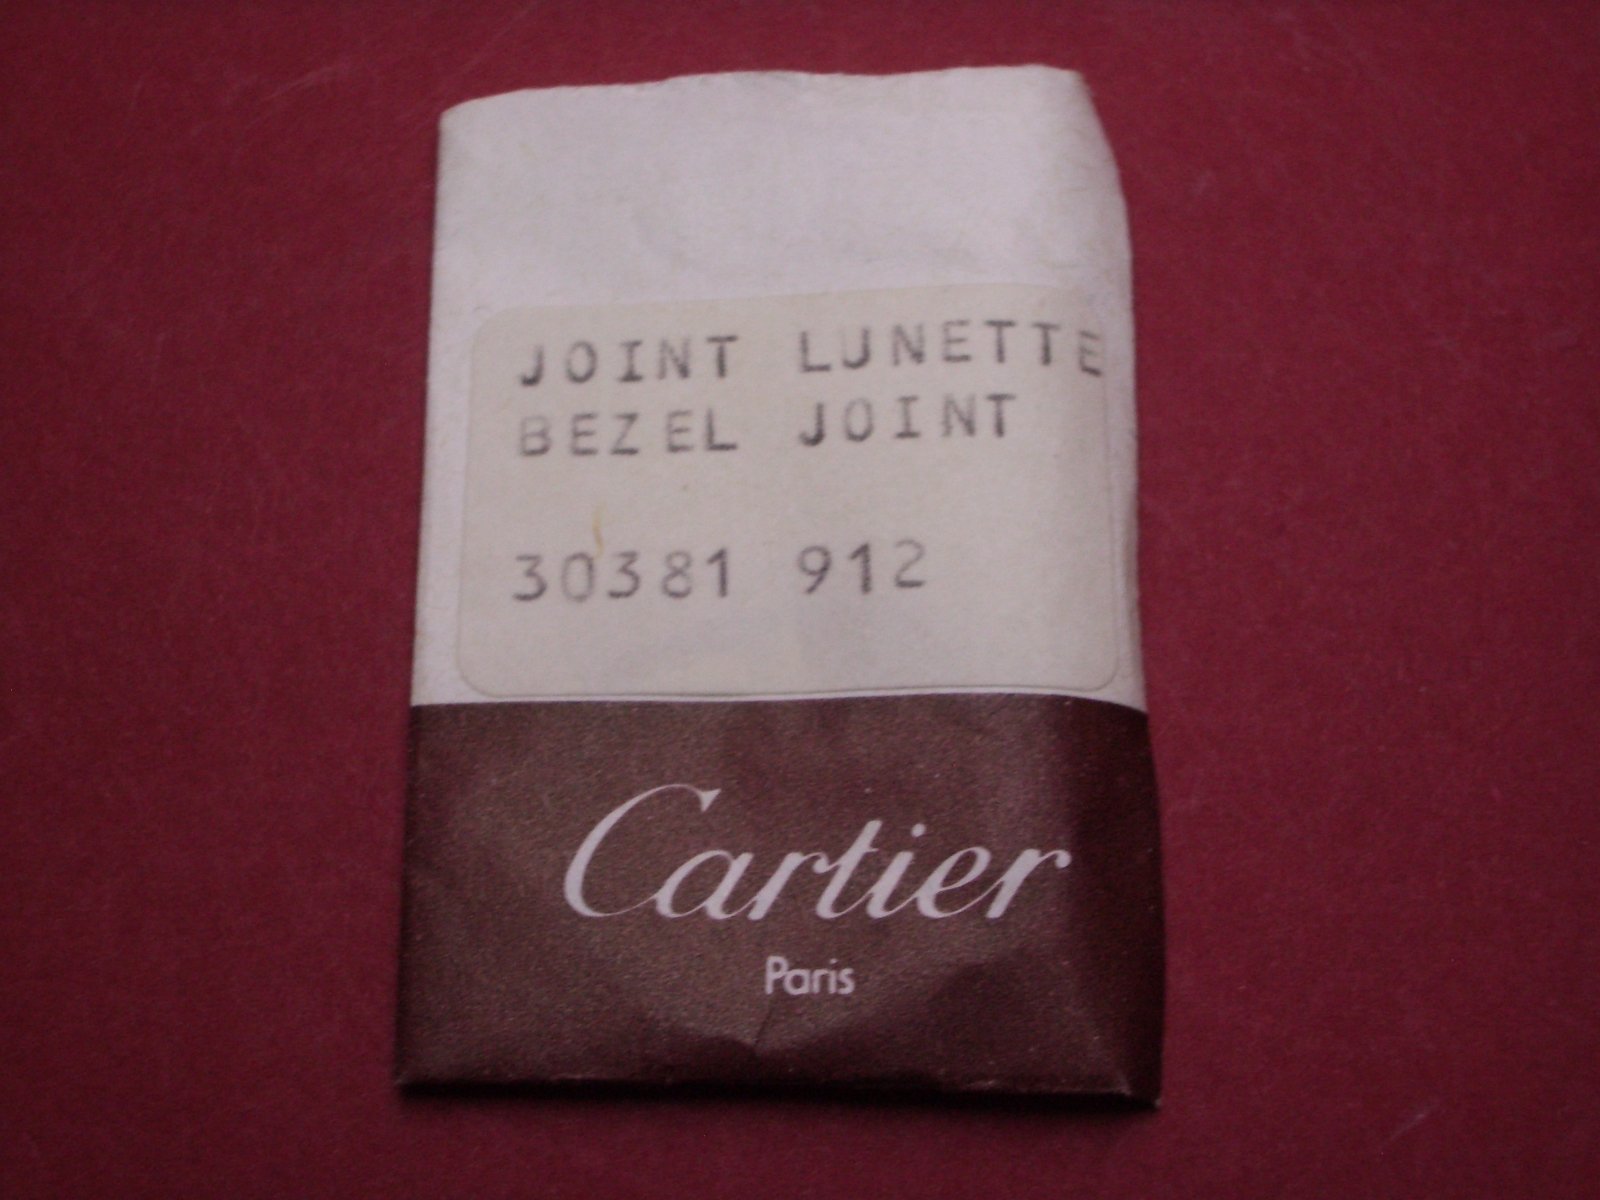 JOINT LUNETTE
BEZEL JOINT
30381 912
Cartier
Paris